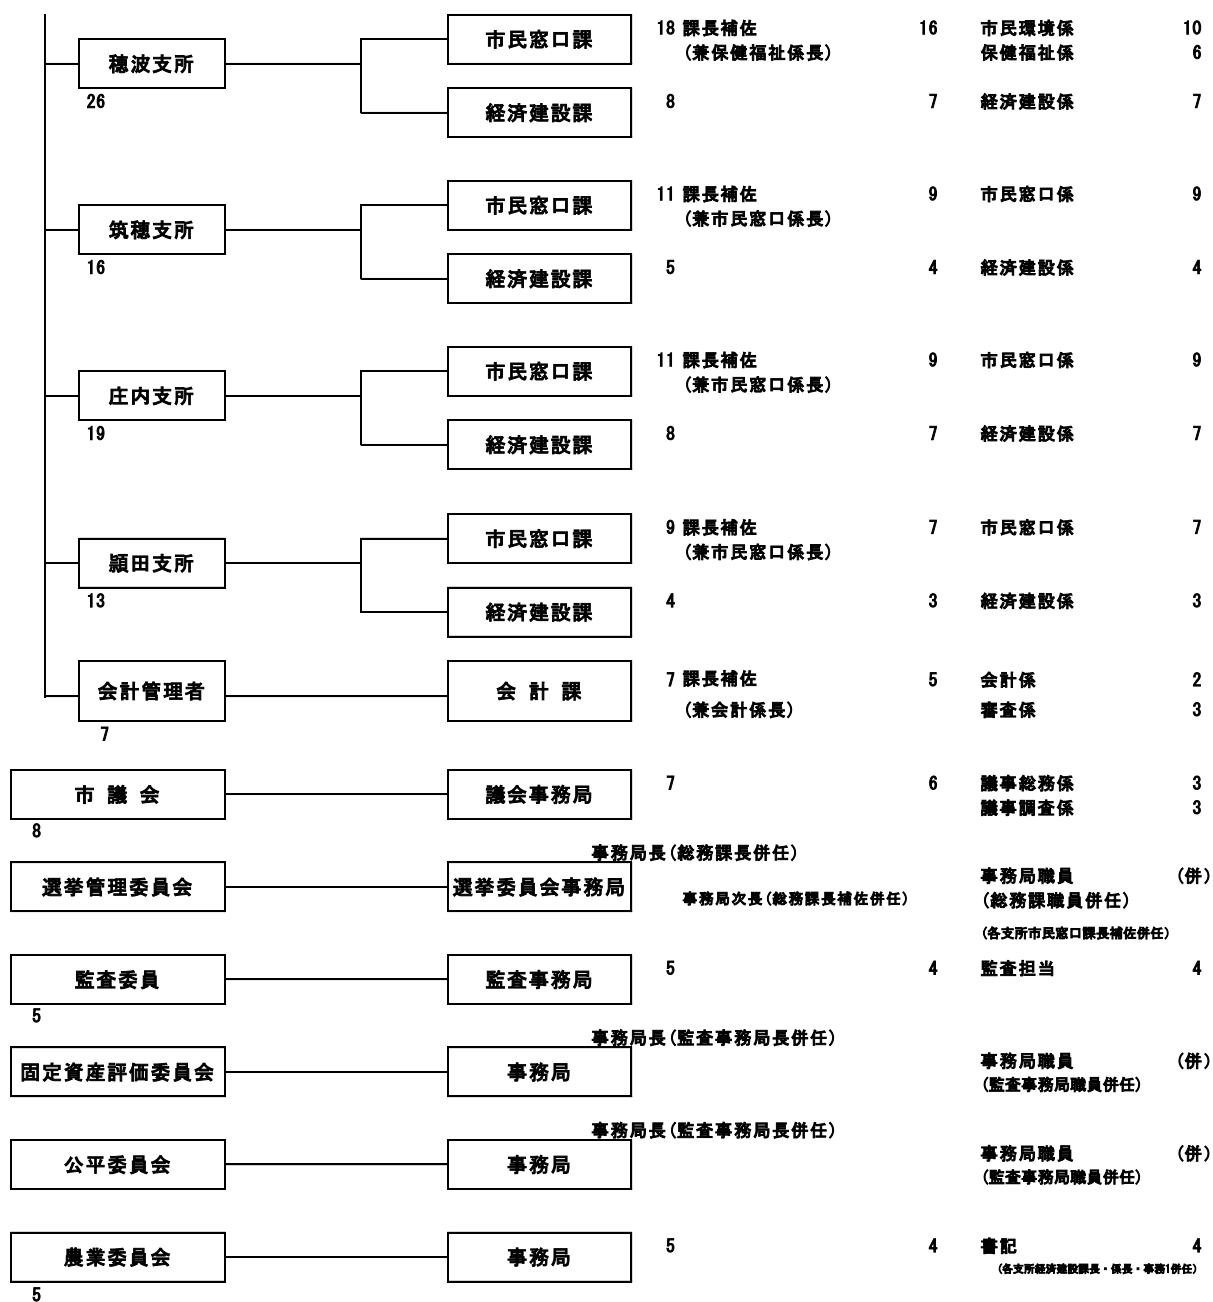 市民窓口課 18 課長補佐 16 市民環境係 10
穂波支所 (兼保健福祉係長) 保健福祉係 6
26 経済建設課 8 7 経済建設係 7
市民窓口課 11 課長補佐 9 市民窓口係 9
筑穂支所 (兼市民窓口係長)
16 経済建設課 5 4 経済建設係 4
市民窓口課 11 課長補佐 9 市民窓口係 9
庄内支所 (兼市民窓口係長)
19 経済建設課 8 7 経済建設係 7
市民窓口課 9 課長補佐 7 市民窓口係 7
頴田支所 (兼市民窓口係長)
13 経済建設課 4 3 経済建設係 3
会計管理者 会計課 7 課長補佐 5 会計係 2
(兼会計係長) 審査係 3
7
市議会 議会事務局 7 6 議事総務係 3
議事調査係 3
8
事務局長(総務課長併任)
選挙管理委員会 選挙委員会事務局 事務局職員 (併)
事務局次長(総務課長補佐併任) (総務課職員併任)
(各支所市民窓口課長補佐併任)
監査委員 監査事務局 5 4 監査担当 4
5
事務局長(監査事務局長併任)
固定資産評価委員会 事務局 事務局職員 (併)
(監査事務局職員併任)
事務局長(監査事務局長併任)
公平委員会 事務局 事務局職員 (併)
(監査事務局職員併任)
農業委員会 事務局 5 4 書記 4
(各支所経済建設課長・係長・事務1併任)
5